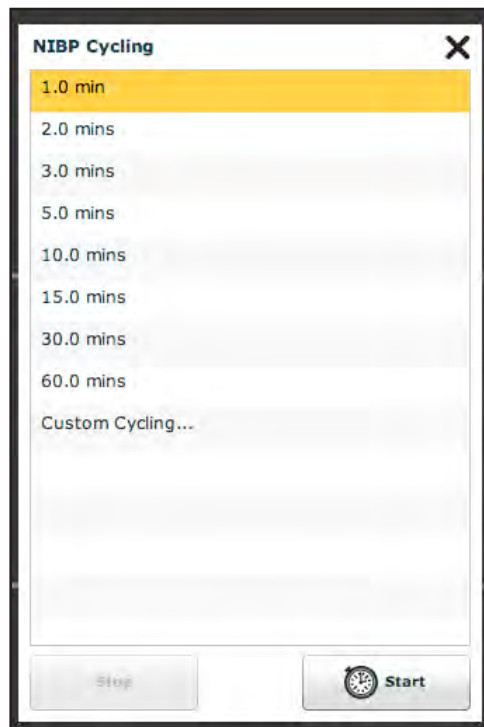 NIBP Cycling
1.0 min
2.0 mins
3.0 mins
5.0 mins
10.0 mins
15.0 mins
30.0 mins
60.0 mins
Custom Cycling...
Stop
Start